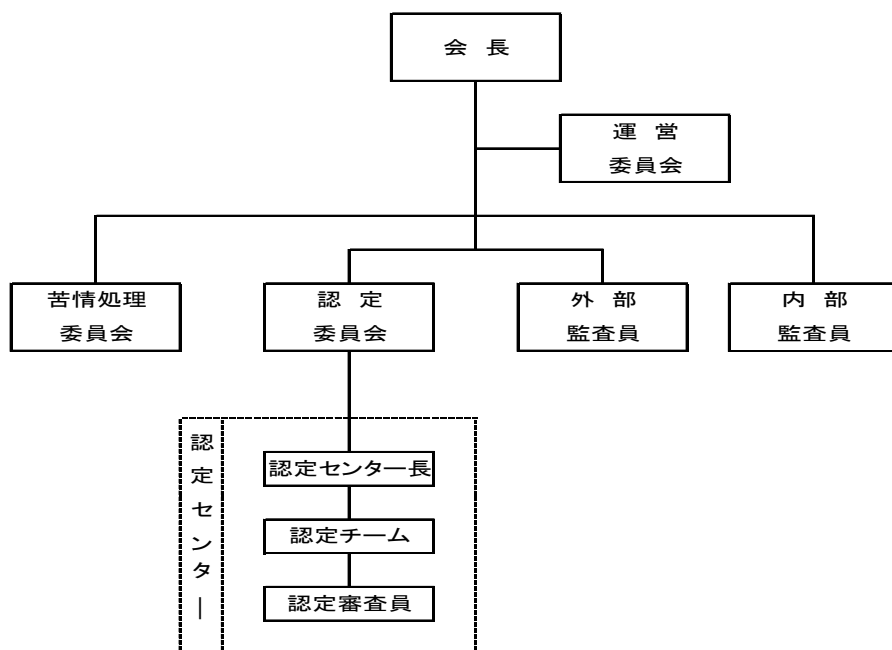 会 長
運 営
委員会
苦情処理
委員会
認 定
委員会
外 部
監査員
内 部
監査員
認定センター
認定センター長
認定チーム
認定審査員